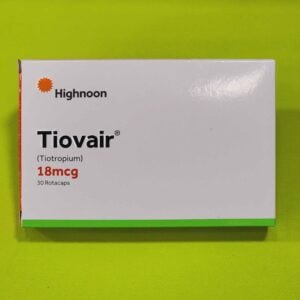 Highnoon
Tiovair®
(Tiotropium)
18mcg
30 Rotacaps